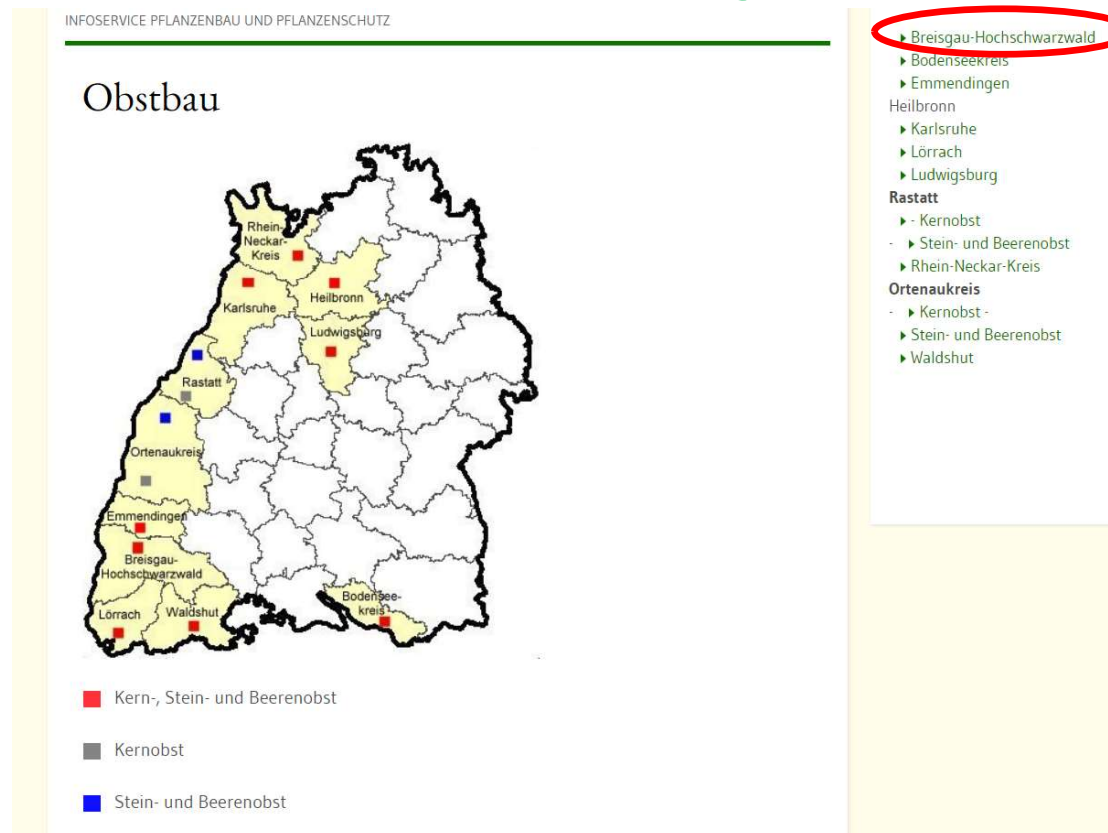 INFOSERVICE PFLANZENBAU UND PFLANZENSCHUTZ
Obstbau
Rhein-
Neckar-
Kreis
Karlsruhe
Heilbronn
Ludwigsburg
Rastatt
Ortenaukreis
Emmendingen
Breisgau-
Hochschwarzwald
Lörrach
Waldshut
Bodensee-
kreis
Kern-, Stein- und Beerenobst
Kernobst
Stein- und Beerenobst
Breisgau-Hochschwarzwald
Bodenseekreis
Emmendingen
Heilbronn
Karlsruhe
Lörrach
Ludwigsburg
Rastatt
- Kernobst
- Stein- und Beerenobst
Rhein-Neckar-Kreis
Ortenaukreis
- Kernobst -
Stein- und Beerenobst
Waldshut